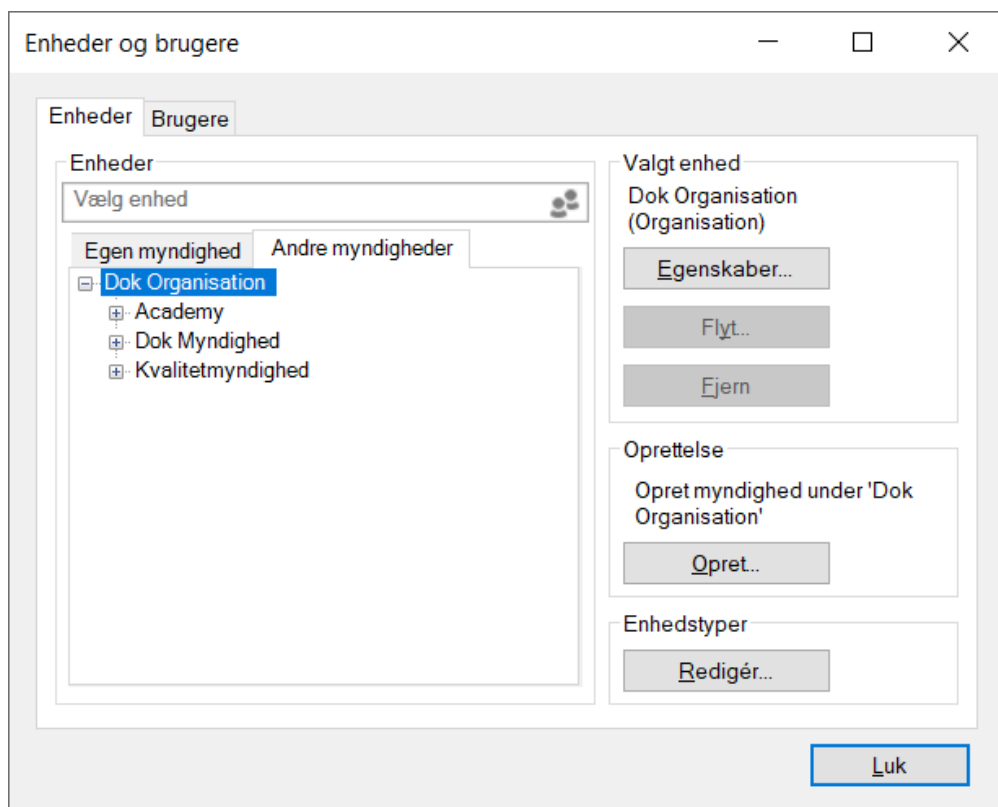 Enheder og brugere
Enheder
Brugere
Enheder
Vælg enhed
Egen myndighed
Andre myndigheder
Dok Organisation
Academy
Dok Myndighed
Kvalitetmyndighed
Valgt enhed
Dok Organisation
(Organisation)
Egenskaber...
Flyt...
Fjern
Oprettelse
Opret myndighed under 'Dok
Organisation'
Opret...
Enhedstyper
Redigér...
Luk